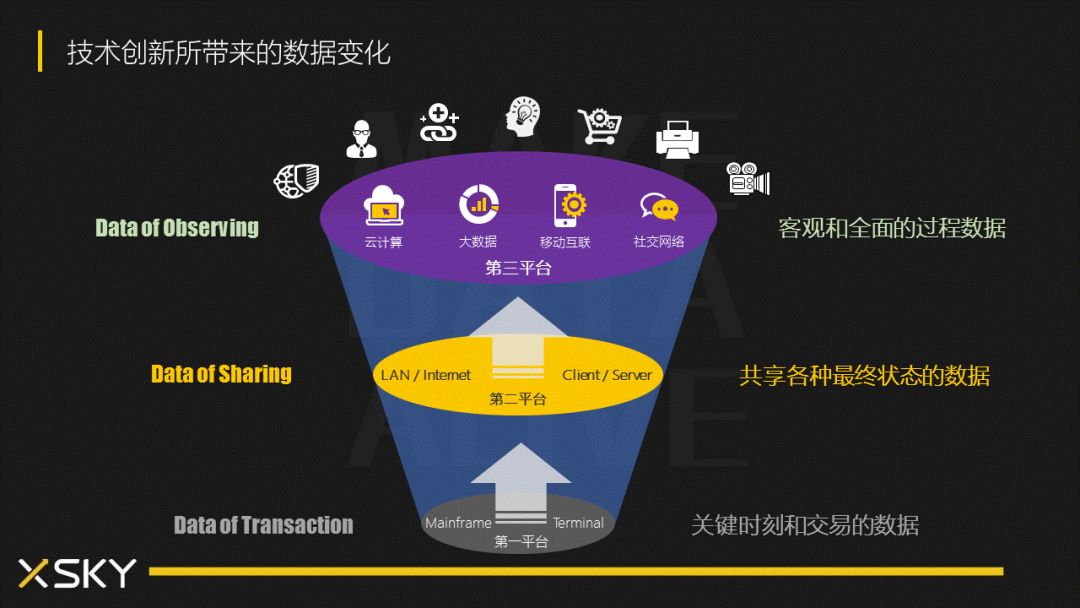 技术创新所带来的数据变化
MAKE
DATA
ALIVE
Data of Observing
云计算
大数据
移动互联
社交网络
第三平台
客观和全面的过程数据
Data of Sharing
LAN / Internet
Client / Server
第二平台
共享各种最终状态的数据
Data of Transaction
Mainframe
Terminal
第一平台
关键时刻和交易的数据
XSKY